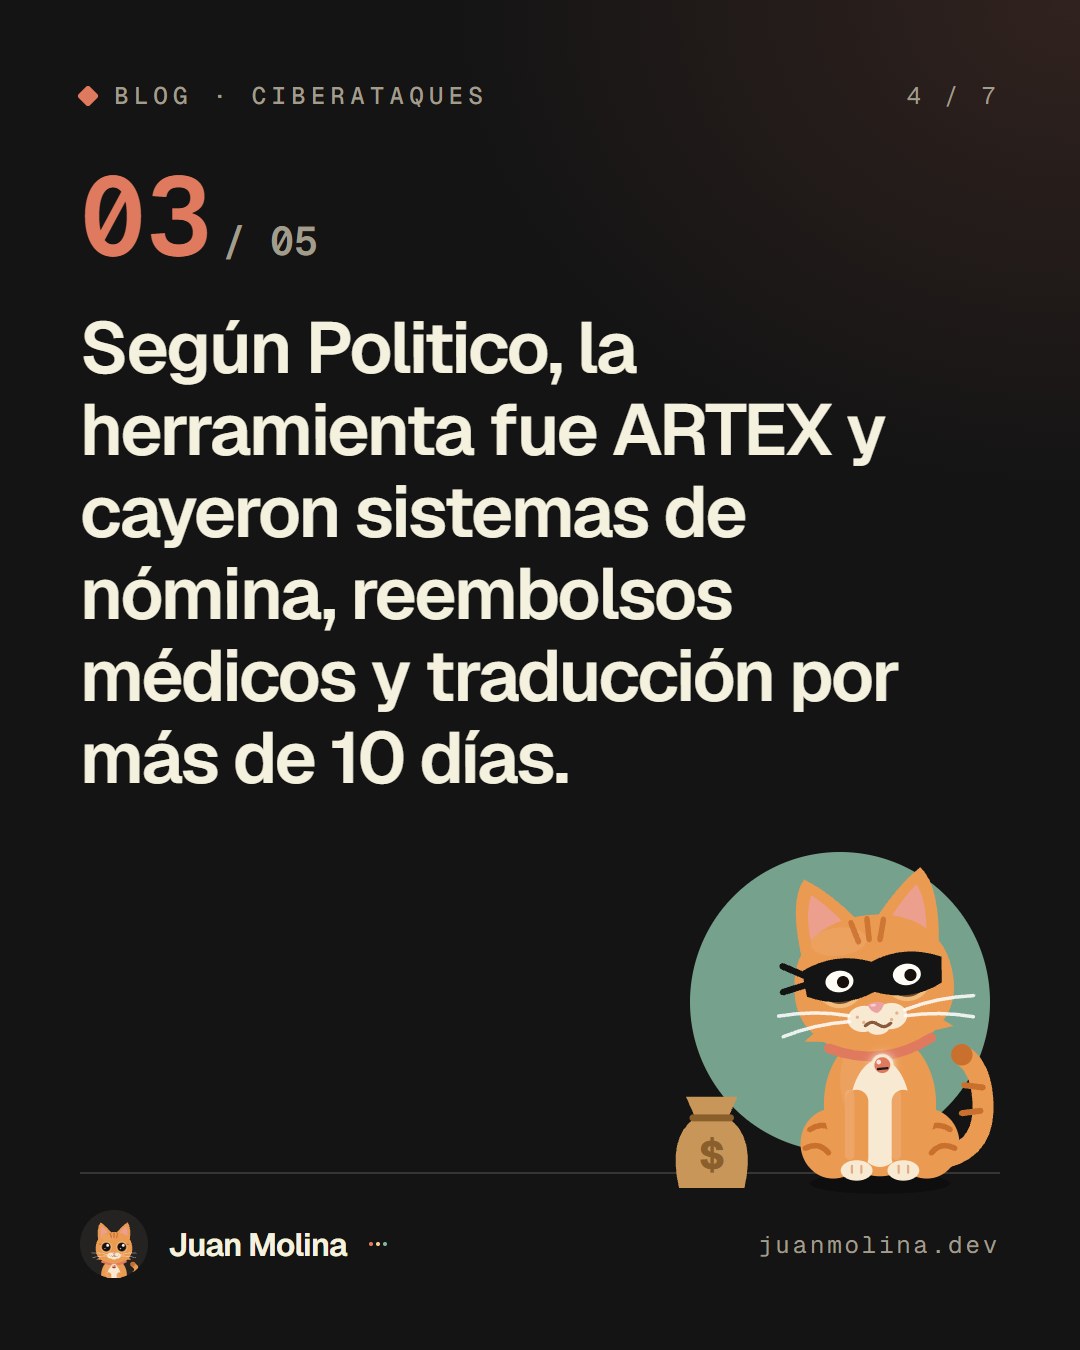 BLOG · CIBERATAQUES
4 / 7
03 / 05
Según Politico, la
herramienta fue ARTEX y
cayeron sistemas de
nómina, reembolsos
médicos y traducción por
más de 10 días.
$
Juan Molina
juanmolina.dev